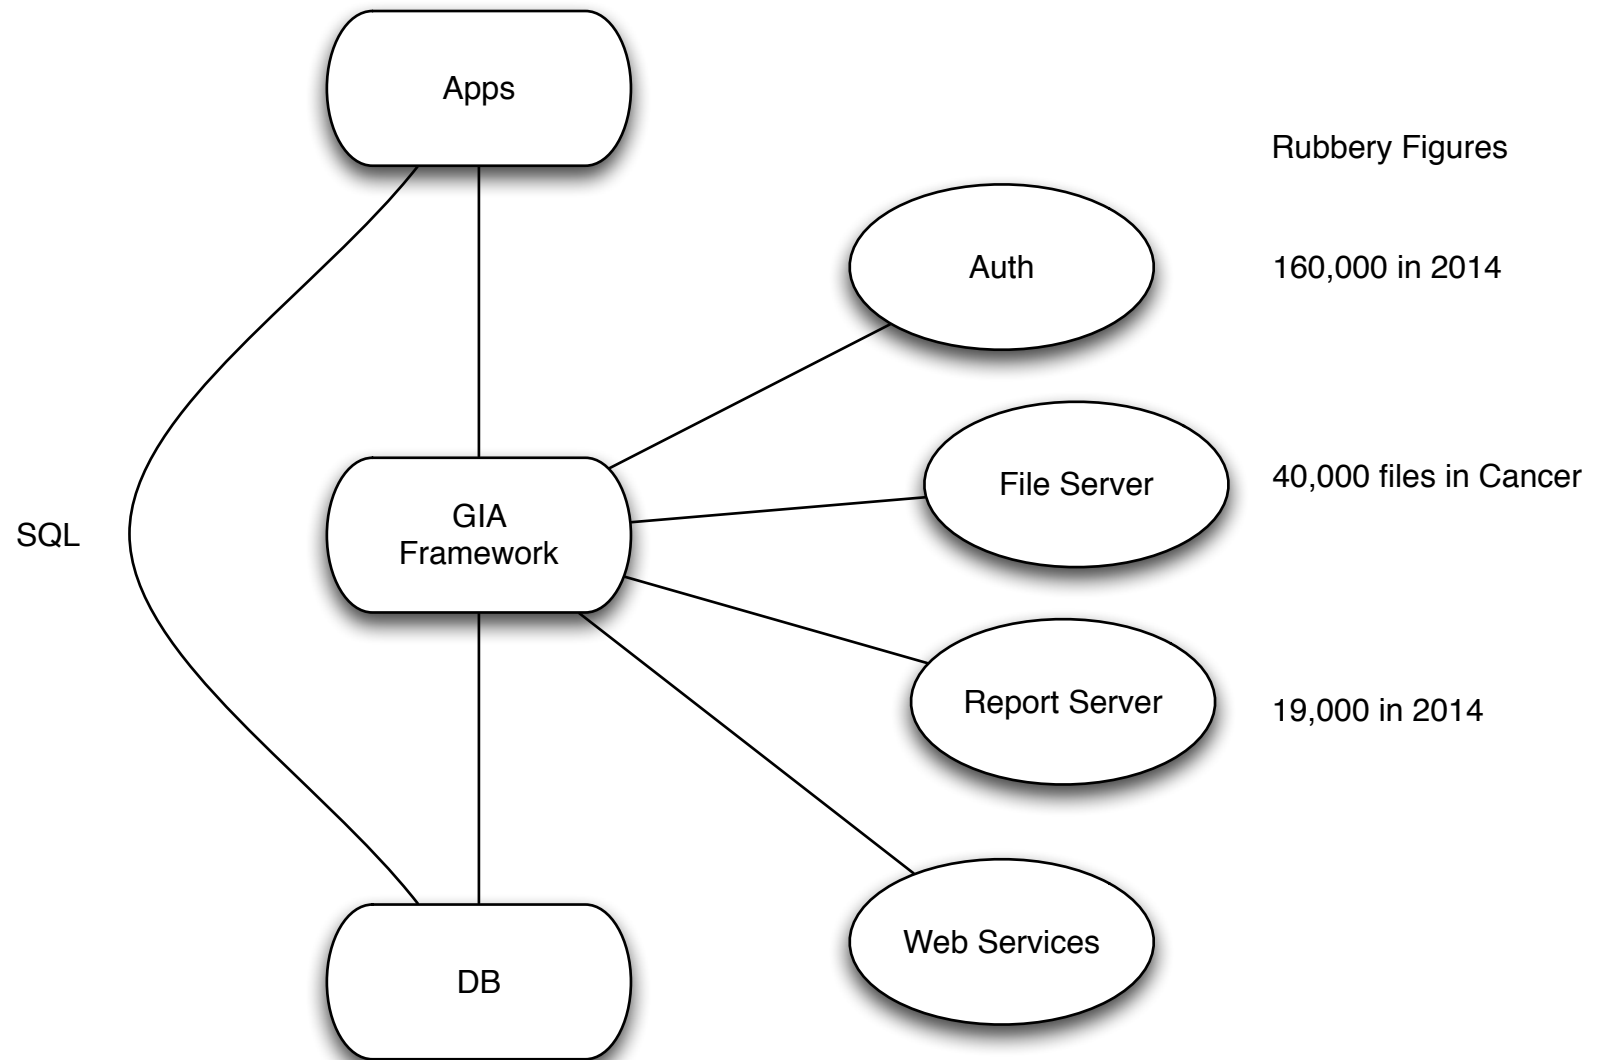 Apps
Rubbery Figures
Auth
160,000 in 2014
File Server
40,000 files in Cancer
GIA
Framework
SQL
Report Server
19,000 in 2014
Web Services
DB